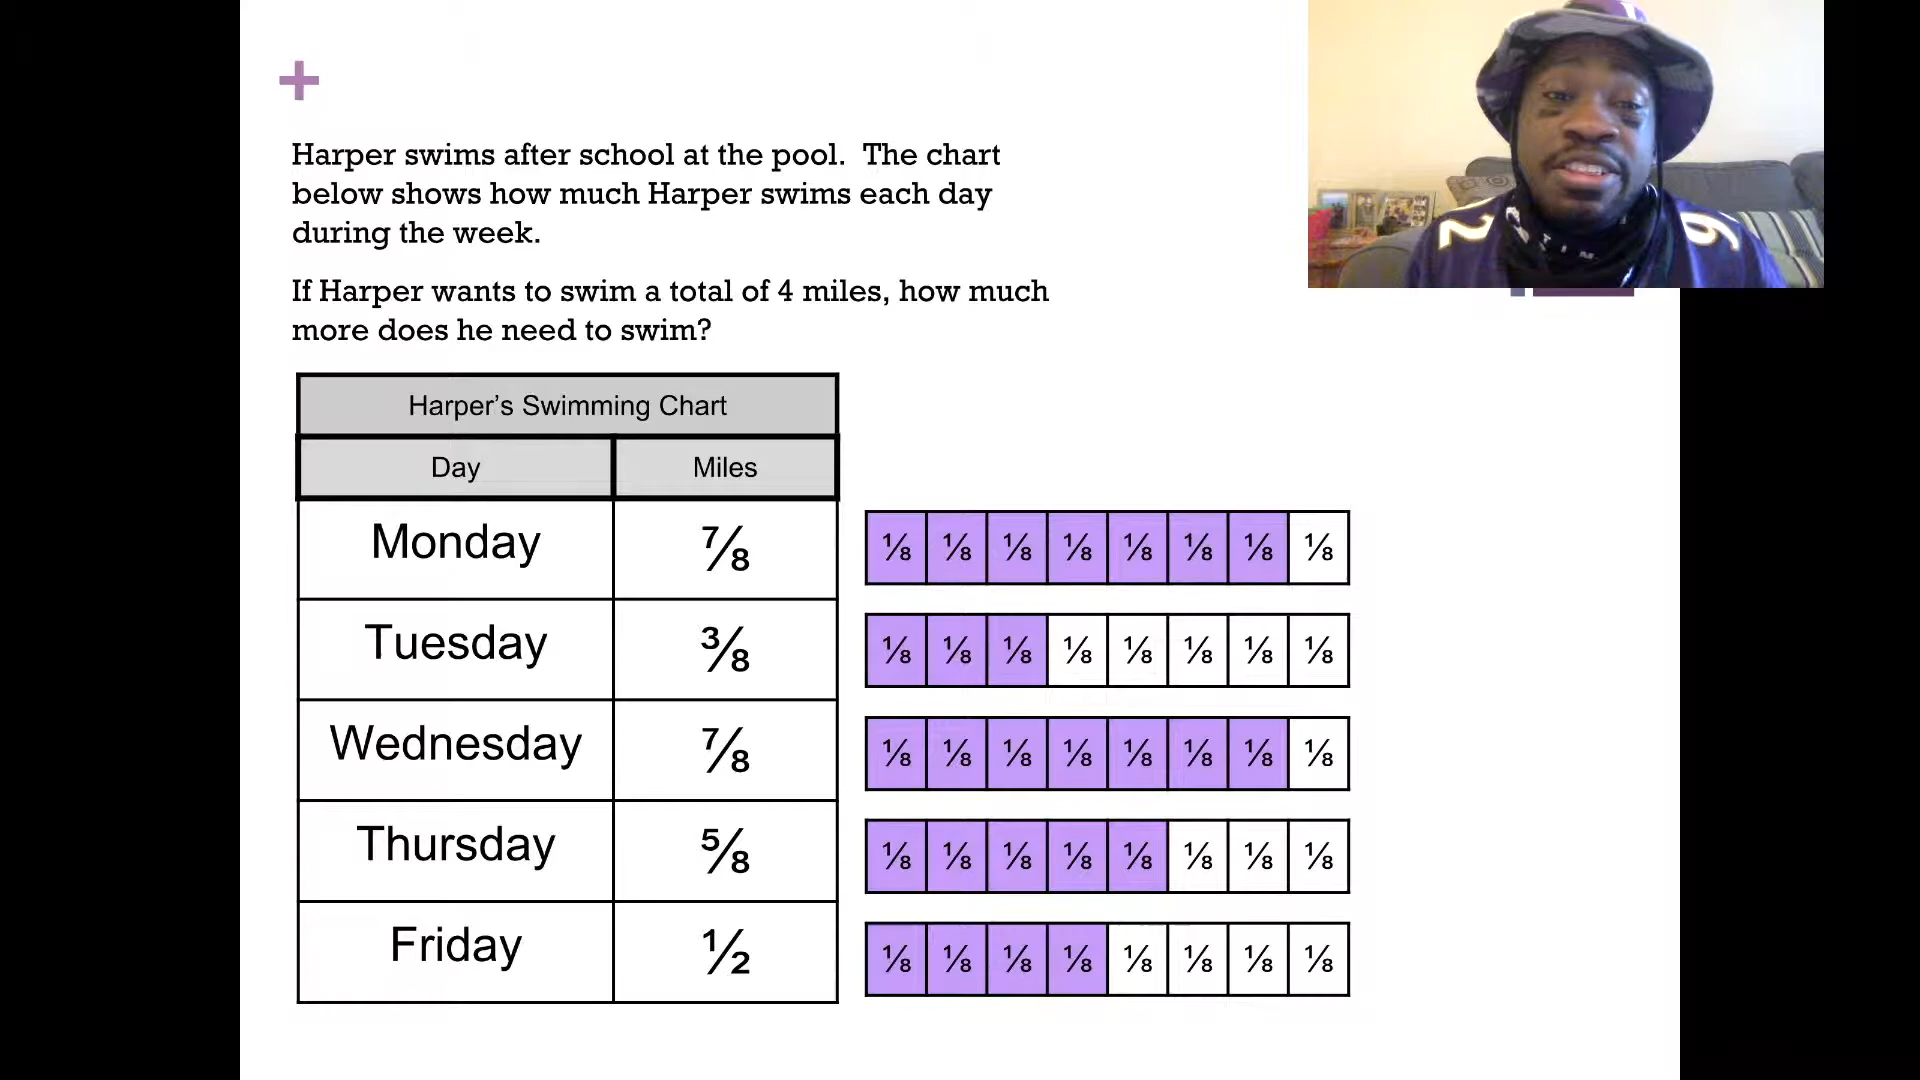 +
Harper swims after school at the pool. The chart
below shows how much Harper swims each day
during the week.
If Harper wants to swim a total of 4 miles, how much
more does he need to swim?
Harper’s Swimming Chart
Day Miles
Monday ⅞ ⅛ ⅛ ⅛ ⅛ ⅛ ⅛ ⅛ ⅛
Tuesday ⅜ ⅛ ⅛ ⅛ ⅛ ⅛ ⅛ ⅛ ⅛
Wednesday ⅞ ⅛ ⅛ ⅛ ⅛ ⅛ ⅛ ⅛ ⅛
Thursday ⅝ ⅛ ⅛ ⅛ ⅛ ⅛ ⅛ ⅛ ⅛
Friday ½ ⅛ ⅛ ⅛ ⅛ ⅛ ⅛ ⅛ ⅛